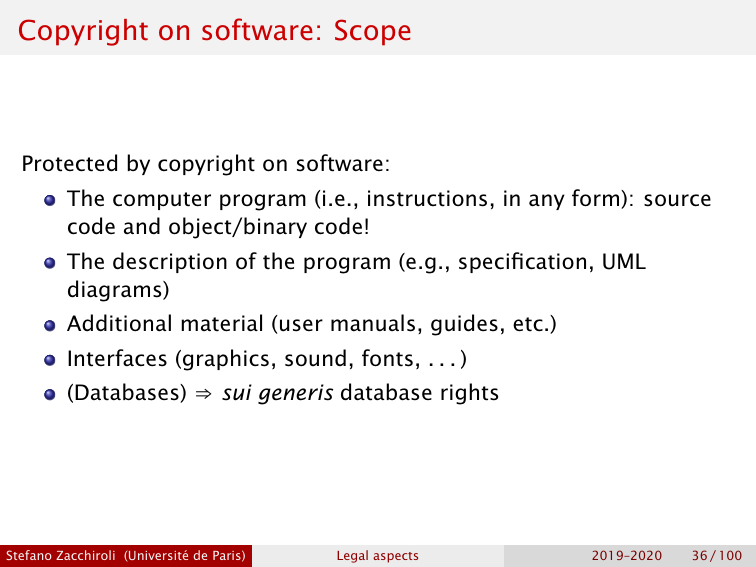 Copyright on software: Scope
Protected by copyright on software:
The computer program (i.e., instructions, in any form): source
code and object/binary code!
The description of the program (e.g., specification, UML
diagrams)
Additional material (user manuals, guides, etc.)
Interfaces (graphics, sound, fonts, . . . )
(Databases) ⇒ sui generis database rights
Stefano Zacchiroli (Université de Paris) Legal aspects 2019–2020 36 / 100